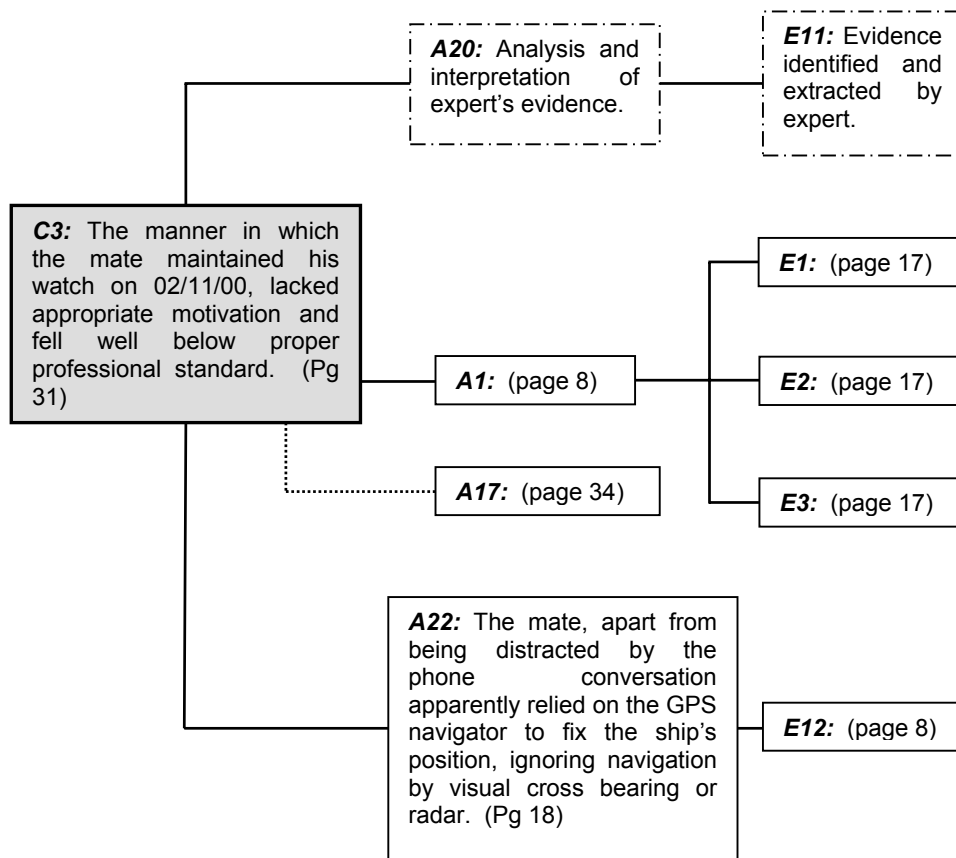 A20: Analysis and
interpretation of
expert's evidence.
E11: Evidence
identified and
extracted by
expert.
C3: The manner in which
the mate maintained his
watch on 02/11/00, lacked
appropriate motivation and
fell well below proper
professional standard. (Pg
31)
E1: (page 17)
A1: (page 8)
E2: (page 17)
A17: (page 34)
E3: (page 17)
A22: The mate, apart from
being distracted by the
phone conversation
apparently relied on the GPS
navigator to fix the ship's
position, ignoring navigation
by visual cross bearing or
radar. (Pg 18)
E12: (page 8)